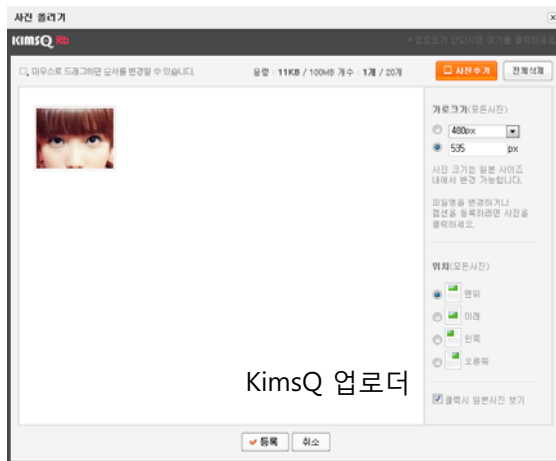 사진 올리기
KIMSQ Rb
• 업로드가 안되시면 여기를 클릭하세요
마우스로 드래그하면 순서를 변경할 수 있습니다.
용량 : 11KB / 100MB 개수 : 1개 / 20개
사진추가
전체삭제
가로크기(모든사진)
480px
535 px
사진 크기는 원본 사이즈
내에서 변경 가능합니다.
파일명을 변경하거나
캡션을 등록하려면 사진을
클릭하세요.
위치(모든사진)
맨위
아래
왼쪽
오른쪽
클릭시 원본사진 보기
KimsQ 업로더
등록
취소